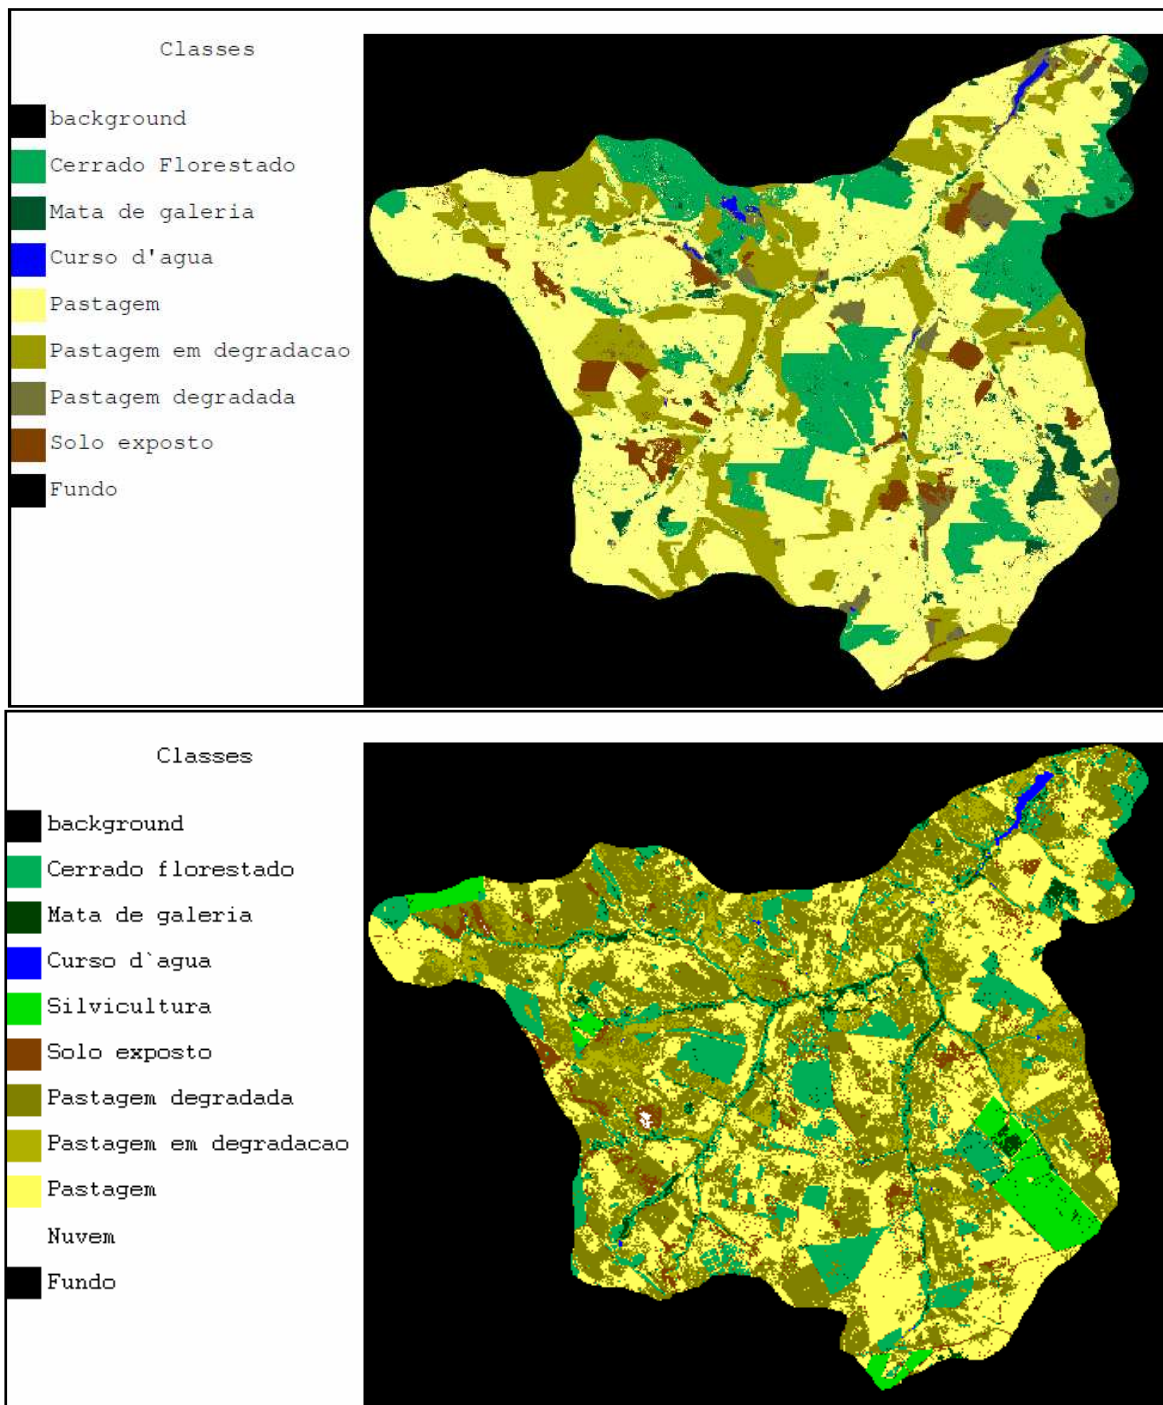 Classes
background
Cerrado Florestado
Mata de galeria
Curso d'agua
Pastagem
Pastagem em degradacao
Pastagem degradada
Solo exposto
Fundo
Classes
background
Cerrado florestado
Mata de galeria
Curso d`agua
Silvicultura
Solo exposto
Pastagem degradada
Pastagem em degradacao
Pastagem
Nuvem
Fundo